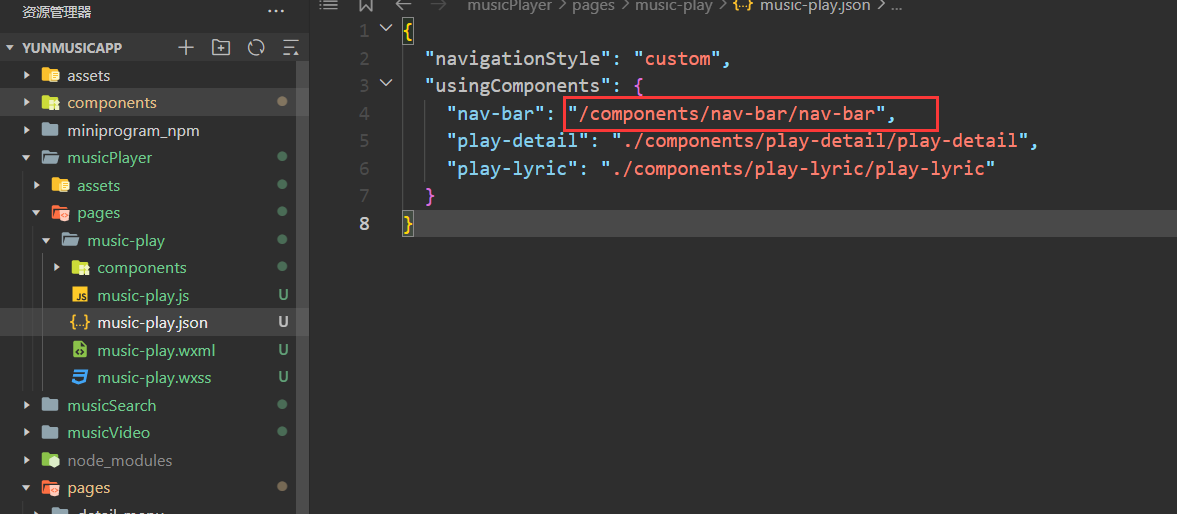 资源管理器 ···
YUNMUSICAPP
assets
components
miniprogram_npm
musicPlayer
assets
pages
music-play
components
JS music-play.js U
{..} music-play.json U
music-play.wxml U
music-play.wxss U
musicSearch
musicVideo
node_modules
pages
detail-menu
musicPlayer > pages > music-play > {..} music-play.json > ...
1 {
2 "navigationStyle": "custom",
3 "usingComponents": {
4 "nav-bar": "/components/nav-bar/nav-bar",
5 "play-detail": "./components/play-detail/play-detail",
6 "play-lyric": "./components/play-lyric/play-lyric"
7 }
8 }